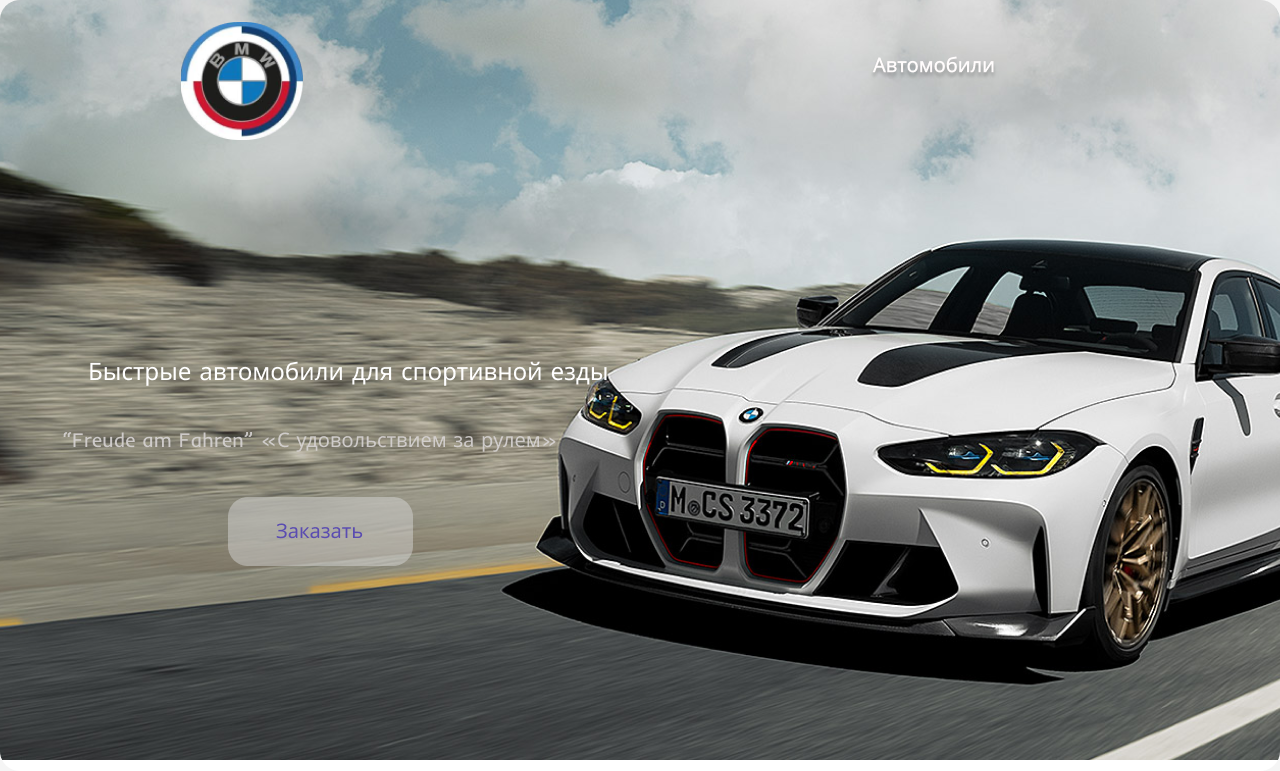 BMW
Автомобили
Быстрые автомобили для спортивной езды
“Freude am Fahren” «С удовольствием за рулем»
Заказать
M CS 3372